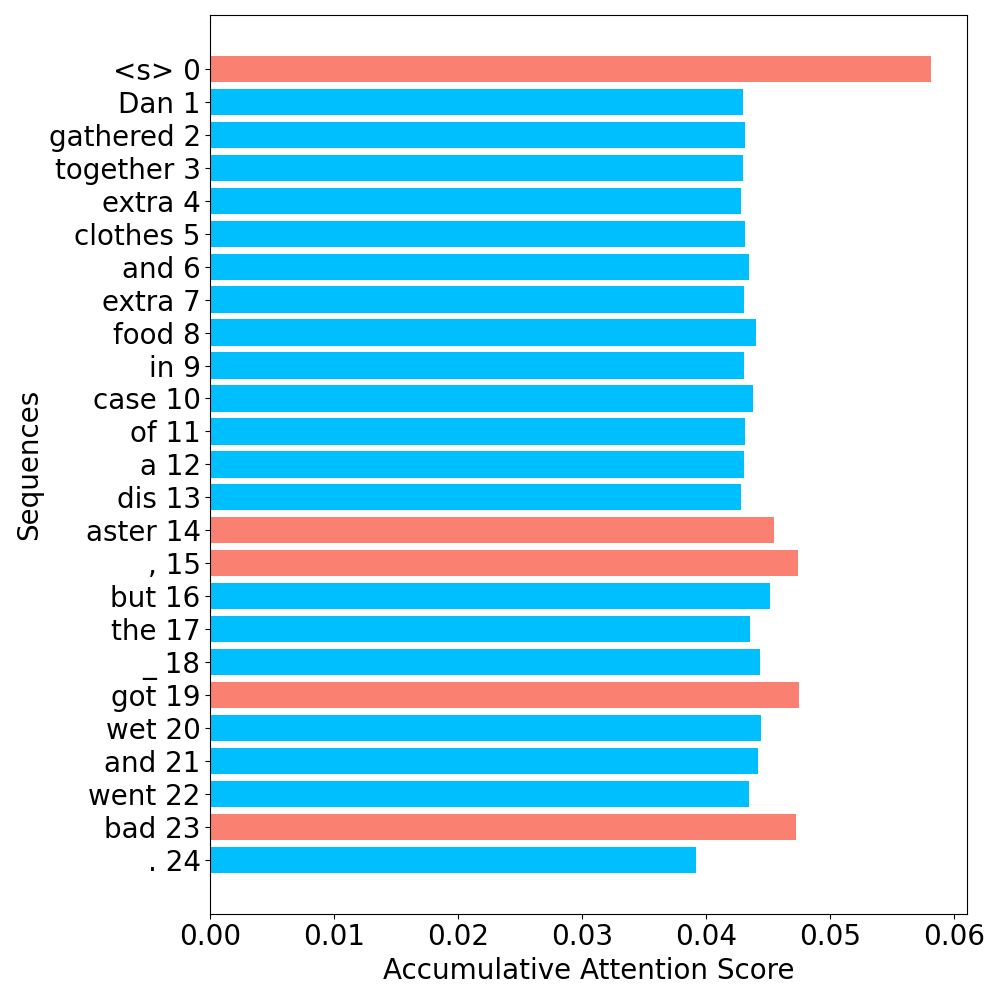 <s> 0
Dan 1
gathered 2
together 3
extra 4
clothes 5
and 6
extra 7
food 8
in 9
case 10
of 11
a 12
dis 13
aster 14
, 15
but 16
the 17
_ 18
got 19
wet 20
and 21
went 22
bad 23
. 24
Sequences
0.00 0.01 0.02 0.03 0.04 0.05 0.06
Accumulative Attention Score